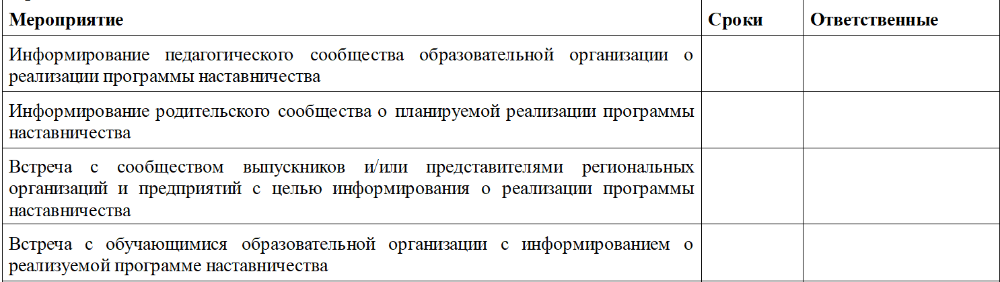 Мероприятие Сроки Ответственные
Информирование педагогического сообщества образовательной организации о
реализации программы наставничества
Информирование родительского сообщества о планируемой реализации программы
наставничества
Встреча с сообществом выпускников и/или представителями региональных
организаций и предприятий с целью информирования о реализации программы
наставничества
Встреча с обучающимися образовательной организации с информированием о
реализуемой программе наставничества